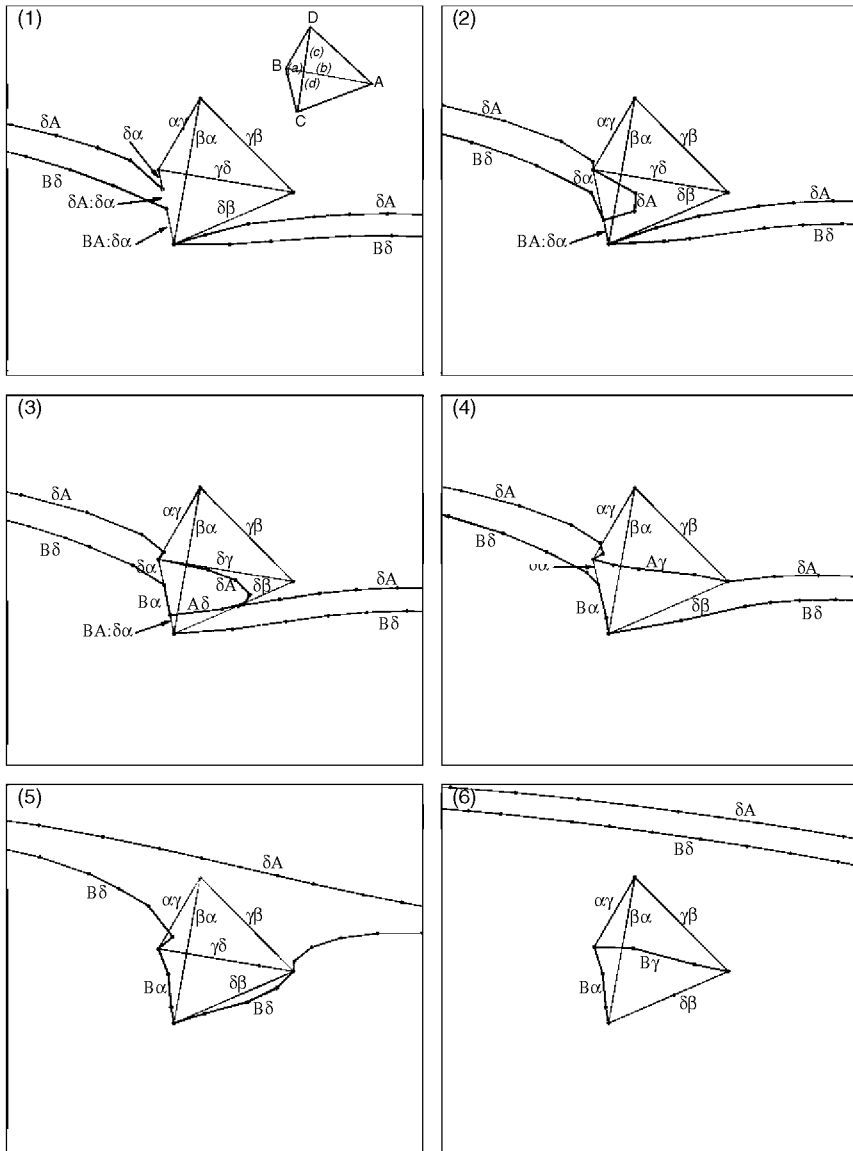 (1)
D
(c)
B
(a)
(b)
(d)
A
C
δA
δα
αγ
βα
γβ
Bδ
γδ
δA:δα
δβ
δA
BA:δα
Bδ
(2)
δA
αγ
βα
γβ
Bδ
γδ
δα
δA
δβ
δA
BA:δα
Bδ
(3)
δA
αγ
βα
γβ
Bδ
δγ
δα
δA
δβ
δA
Bα
Aδ
BA:δα
Bδ
(4)
δA
αγ
βα
γβ
Bδ
Aγ
δA
Bα
δβ
Bδ
(5)
δA
Bδ
αγ
βα
γβ
γδ
Bα
δβ
Bδ
(6)
δA
Bδ
αγ
βα
γβ
Bγ
Bα
δβ